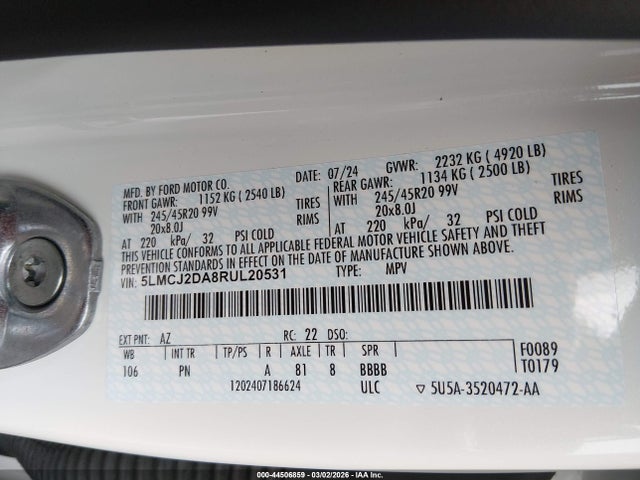 MFD. BY FORD MOTOR CO. DATE: 07/24 GVWR: 2232 KG ( 4920 LB)
FRONT GAWR: 1152 KG ( 2540 LB) REAR GAWR: 1134 KG ( 2500 LB)
WITH 245/45R20 99V TIRES WITH 245/45R20 99V TIRES
20x8.0J RIMS 20x8.0J RIMS
AT 220 kPa/ 32 PSI COLD AT 220 kPa/ 32 PSI COLD
THIS VEHICLE CONFORMS TO ALL APPLICABLE FEDERAL MOTOR VEHICLE SAFETY AND THEFT
PREVENTION STANDARDS IN EFFECT ON THE DATE OF MANUFACTURE SHOWN ABOVE.
VIN: 5LMCJ2DA8RUL20531 TYPE: MPV
EXT PNT: AZ RC: 22 DSO: F0089
WB INT TR TP/PS R AXLE TR SPR T0179
106 PN A 81 8 BBBB
1202407186624 ULC ▽ 5U5A-3520472-AA
000-44506859 - 03/02/2026 - IAA Inc.